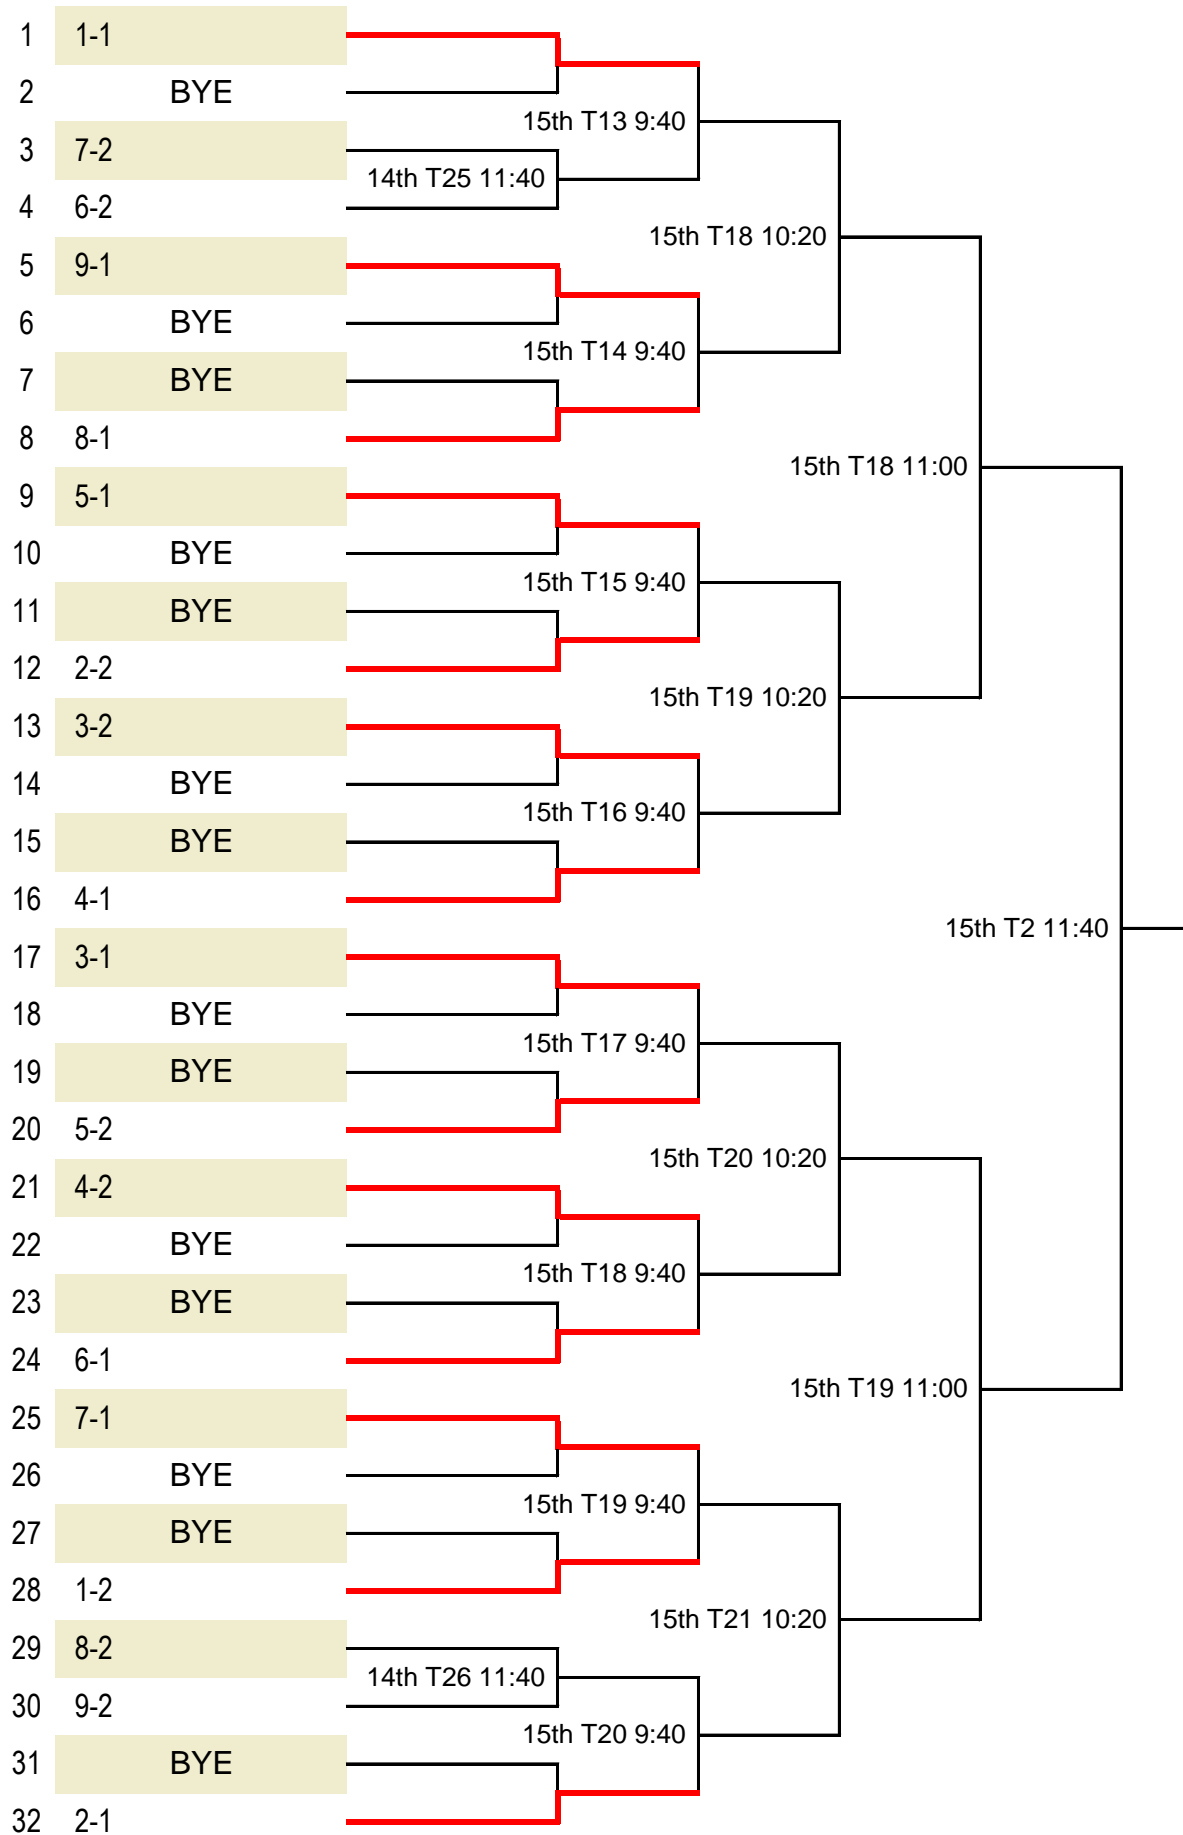 1 1-1
2 BYE
15th T13 9:40
3 7-2
14th T25 11:40
4 6-2
15th T18 10:20
5 9-1
6 BYE
15th T14 9:40
7 BYE
8 8-1
15th T18 11:00
9 5-1
10 BYE
15th T15 9:40
11 BYE
12 2-2
15th T19 10:20
13 3-2
14 BYE
15th T16 9:40
15 BYE
16 4-1
15th T2 11:40
17 3-1
18 BYE
15th T17 9:40
19 BYE
20 5-2
15th T20 10:20
21 4-2
22 BYE
15th T18 9:40
23 BYE
24 6-1
15th T19 11:00
25 7-1
26 BYE
15th T19 9:40
27 BYE
28 1-2
15th T21 10:20
29 8-2
14th T26 11:40
30 9-2
15th T20 9:40
31 BYE
32 2-1